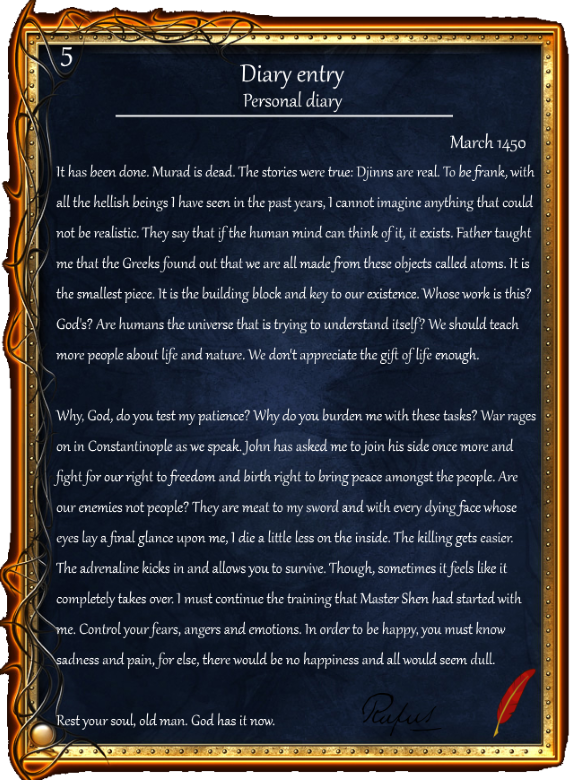 5
Diary entry
Personal diary
March 1450
It has been done. Murad is dead. The stories were true: Djinns are real. To be frank, with
all the hellish beings I have seen in the past years, I cannot imagine anything that could
not be realistic. They say that if the human mind can think of it, it exists. Father taught
me that the Greeks found out that we are all made from these objects called atoms. It is
the smallest piece. It is the building block and key to our existence. Whose work is this?
God's? Are humans the universe that is trying to understand itself? We should teach
more people about life and nature. We don't appreciate the gift of life enough.
Why, God, do you test my patience? Why do you burden me with these tasks? War rages
on in Constantinople as we speak. John has asked me to join his side once more and
fight for our right to freedom and birth right to bring peace amongst the people. Are
our enemies not people? They are meat to my sword and with every dying face whose
eyes lay a final glance upon me, I die a little less on the inside. The killing gets easier.
The adrenaline kicks in and allows you to survive. Though, sometimes it feels like it
completely takes over. I must continue the training that Master Shen had started with
me. Control your fears, angers and emotions. In order to be happy, you must know
sadness and pain, for else, there would be no happiness and all would seem dull.
Rest your soul, old man. God has it now.
Rufus